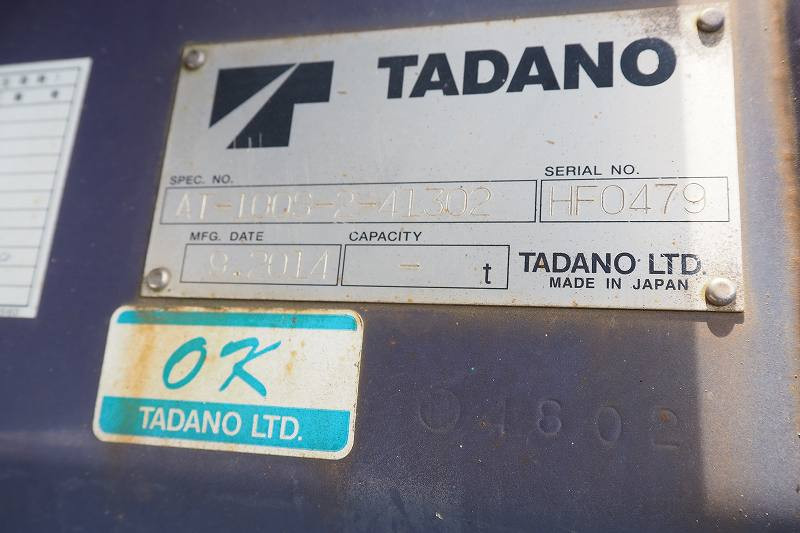 TADANO
SPEC. NO.
SERIAL NO.
AT-100S-2-41302
HF0479
MFG. DATE
CAPACITY
9.2014
- t
TADANO LTD.
MADE IN JAPAN
OK
TADANO LTD.
4802